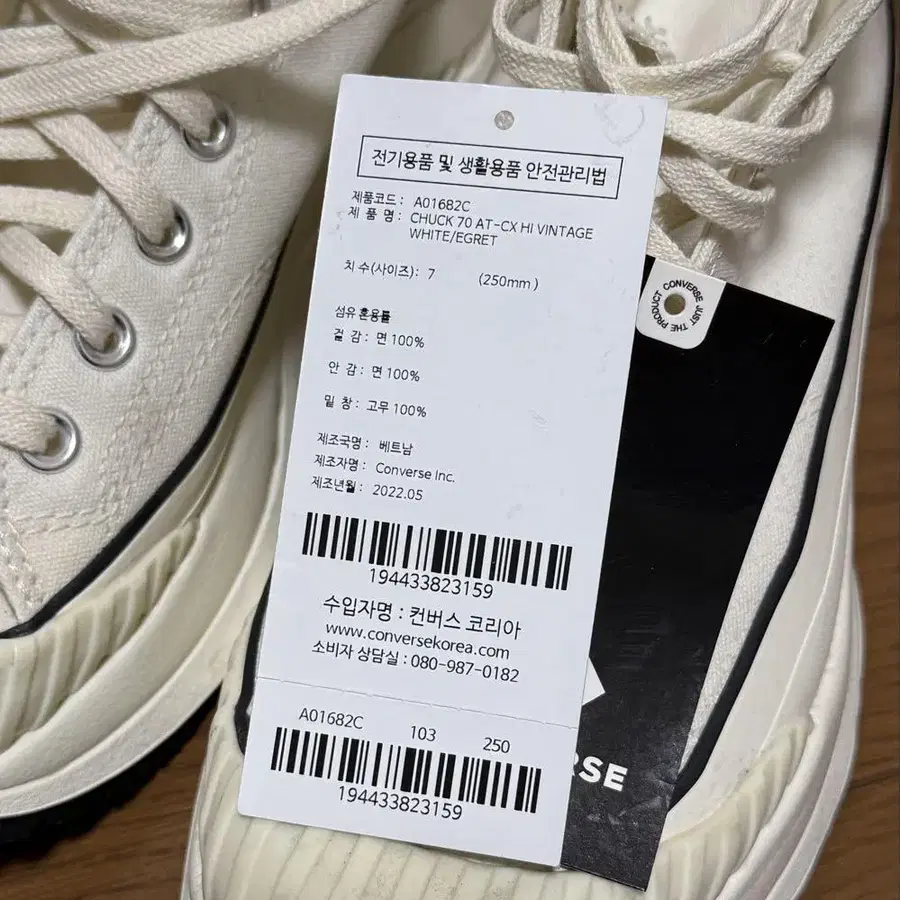 전기용품 및 생활용품 안전관리법
제품코드 : A01682C
제 품 명 : CHUCK 70 AT-CX HI VINTAGE
WHITE/EGRET
치 수(사이즈) : 7 (250mm)
섬유 혼용률
겉 감 : 면 100%
안 감 : 면 100%
밑 창 : 고무 100%
제조국명 : 베트남
제조자명 : Converse Inc.
제조년월 : 2022.05
194433823159
수입자명 : 컨버스 코리아
www.conversekorea.com
소비자 상담실 : 080-987-0182
A01682C 103 250
194433823159
CONVERSE JUST THE PRODUCT
ERSE